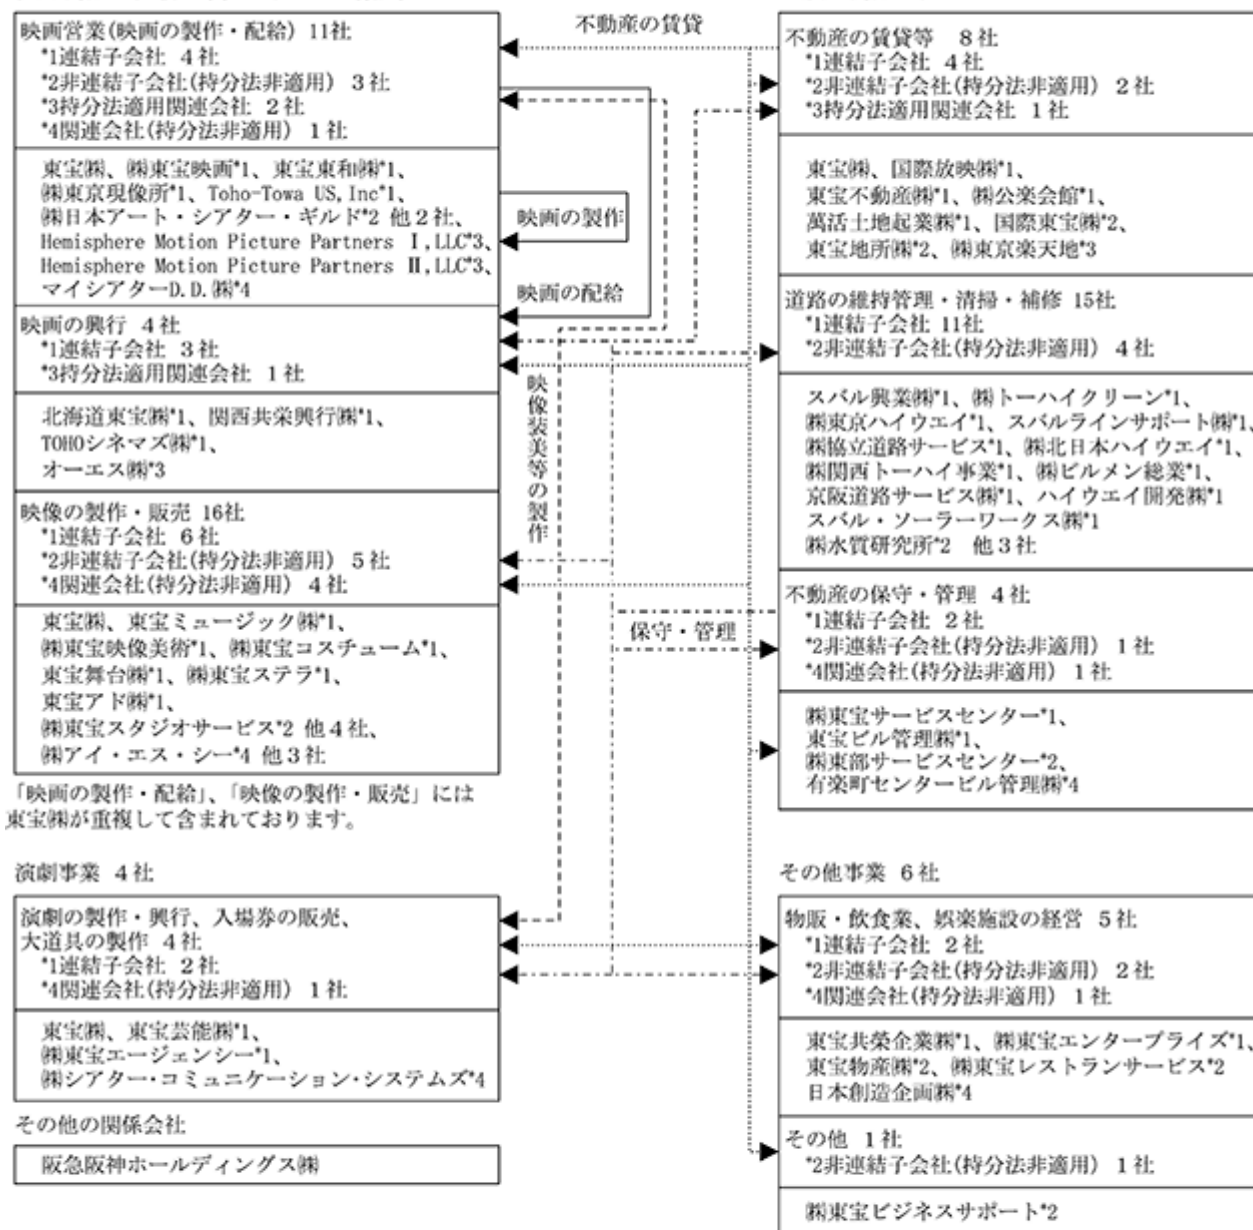 映画営業(映画の製作・配給) 11社
*1連結子会社 4社
*2非連結子会社(持分法非適用) 3社
*3持分法適用関連会社 2社
*4関連会社(持分法非適用) 1社
東宝㈱、㈱東宝映画*1、東宝東和㈱*1、
㈱東京現像所*1、Toho-Towa US,Inc*1、
㈱日本アート・シアター・ギルド*2 他2社、
Hemisphere Motion Picture Partners Ⅰ,LLC*3、
Hemisphere Motion Picture Partners Ⅱ,LLC*3、
マイシアターD.D.㈱*4
映画の興行 4社
*1連結子会社 3社
*3持分法適用関連会社 1社
北海道東宝㈱*1、関西共栄興行㈱*1、
TOHOシネマズ㈱*1、
オーエス㈱*3
映像の製作・販売 16社
*1連結子会社 6社
*2非連結子会社(持分法非適用) 5社
*4関連会社(持分法非適用) 4社
東宝㈱、東宝ミュージック㈱*1、
㈱東宝映像美術*1、㈱東宝コスチューム*1、
東宝舞台㈱*1、㈱東宝ステラ*1、
東宝アド㈱*1、
㈱東宝スタジオサービス*2 他4社、
㈱アイ・エス・シー*4 他3社
「映画の製作・配給」、「映像の製作・販売」には
東宝㈱が重複して含まれております。
演劇事業 4社
演劇の製作・興行、入場券の販売、
大道具の製作 4社
*1連結子会社 2社
*4関連会社(持分法非適用) 1社
東宝㈱、東宝芸能㈱*1、
㈱東宝エージェンシー*1、
㈱シアター・コミュニケーション・システムズ*4
その他の関係会社
阪急阪神ホールディングス㈱
不動産の賃貸
映画の製作
映画の配給
映像装美等の製作
保守・管理
不動産の賃貸等 8社
*1連結子会社 4社
*2非連結子会社(持分法非適用) 2社
*3持分法適用関連会社 1社
東宝㈱、国際放映㈱*1、
東宝不動産㈱*1、㈱公楽会館*1、
萬活土地起業㈱*1、国際東宝㈱*2、
東宝地所㈱*2、㈱東京楽天地*3
道路の維持管理・清掃・補修 15社
*1連結子会社 11社
*2非連結子会社(持分法非適用) 4社
スバル興業㈱*1、㈱トーハイクリーン*1、
㈱東京ハイウエイ*1、スバルラインサポート㈱*1、
㈱協立道路サービス*1、㈱北日本ハイウエイ*1、
㈱関西トーハイ事業*1、㈱ビルメン総業*1、
京阪道路サービス㈱*1、ハイウエイ開発㈱*1
スバル・ソーラーワークス㈱*1
㈱水質研究所*2 他3社
不動産の保守・管理 4社
*1連結子会社 2社
*2非連結子会社(持分法非適用) 1社
*4関連会社(持分法非適用) 1社
㈱東宝サービスセンター*1、
東宝ビル管理㈱*1、
㈱東部サービスセンター*2、
有楽町センタービル管理㈱*4
その他事業 6社
物販・飲食業、娯楽施設の経営 5社
*1連結子会社 2社
*2非連結子会社(持分法非適用) 2社
*4関連会社(持分法非適用) 1社
東宝共榮企業㈱*1、㈱東宝エンタープライズ*1、
東宝物産㈱*2、㈱東宝レストランサービス*2
日本創造企画㈱*4
その他 1社
*2非連結子会社(持分法非適用) 1社
㈱東宝ビジネスサポート*2